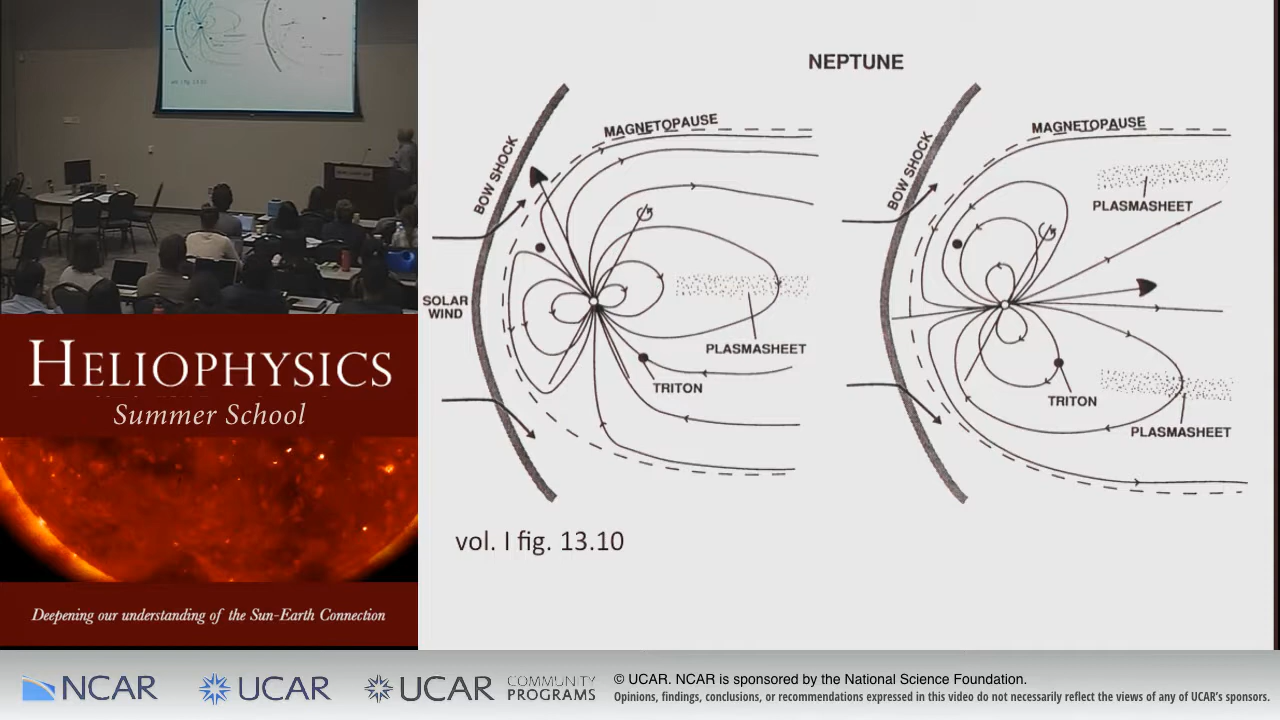 HELIOPHYSICS
Summer School
Deepening our understanding of the Sun-Earth Connection
NEPTUNE
BOW SHOCK
MAGNETOPAUSE
SOLAR
WIND
PLASMASHEET
TRITON
BOW SHOCK
MAGNETOPAUSE
PLASMASHEET
TRITON
PLASMASHEET
vol. I fig. 13.10
NCAR
UCAR
UCAR
COMMUNITY
PROGRAMS
© UCAR. NCAR is sponsored by the National Science Foundation.
Opinions, findings, conclusions, or recommendations expressed in this video do not necessarily reflect the views of any of UCAR's sponsors.